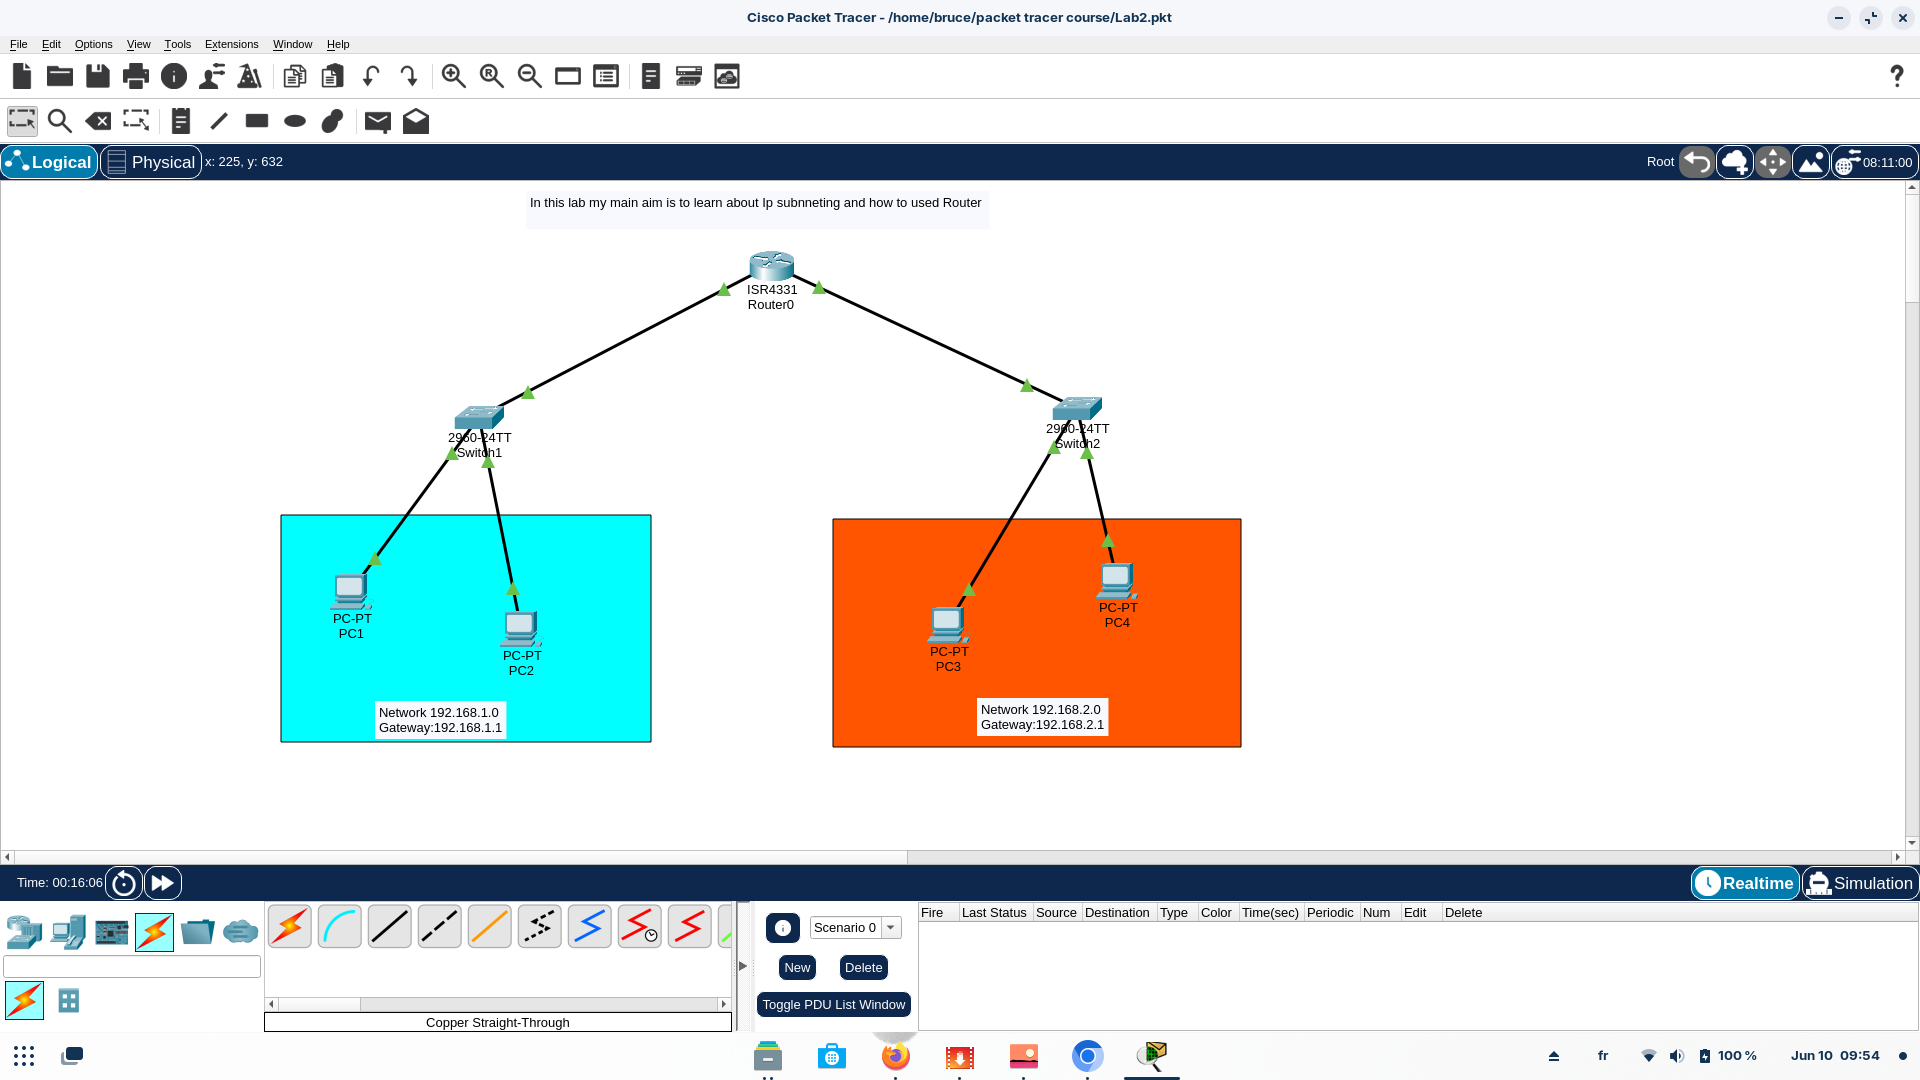 Cisco Packet Tracer - /home/bruce/packet tracer course/Lab2.pkt
File Edit Options View Tools Extensions Window Help
Logical Physical x: 225, y: 632 Root 08:11:00
In this lab my main aim is to learn about Ip subnneting and how to used Router
ISR4331
Router0
2960-24TT
Switch1
2960-24TT
Switch2
PC-PT
PC1
PC-PT
PC2
PC-PT
PC3
PC-PT
PC4
Network 192.168.1.0
Gateway:192.168.1.1
Network 192.168.2.0
Gateway:192.168.2.1
Time: 00:16:06 Realtime Simulation
Scenario 0
New Delete
Toggle PDU List Window
Fire Last Status Source Destination Type Color Time(sec) Periodic Num Edit Delete
Copper Straight-Through
fr 100 % Jun 10 09:54